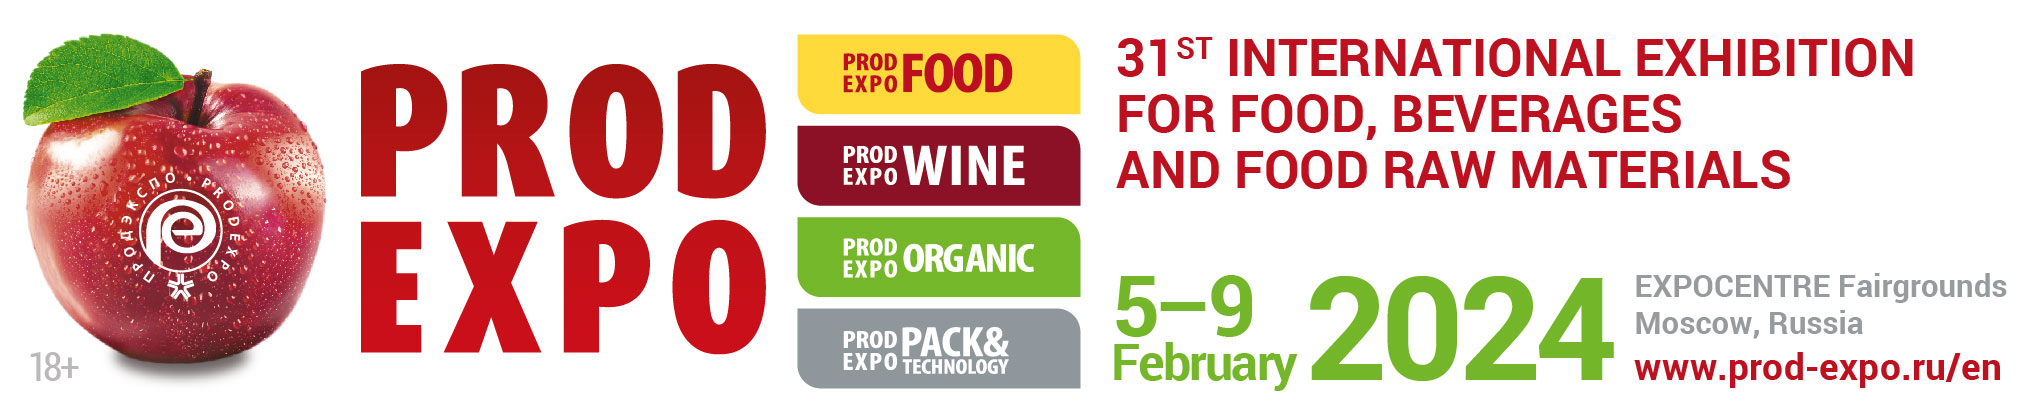 ПРОДЭКСПО • PRODEXPO
18+
PROD
EXPO
PROD EXPO FOOD
PROD EXPO WINE
PROD EXPO ORGANIC
PROD EXPO PACK& TECHNOLOGY
31ST INTERNATIONAL EXHIBITION
FOR FOOD, BEVERAGES
AND FOOD RAW MATERIALS
5–9
February
2024
EXPOCENTRE Fairgrounds
Moscow, Russia
www.prod-expo.ru/en